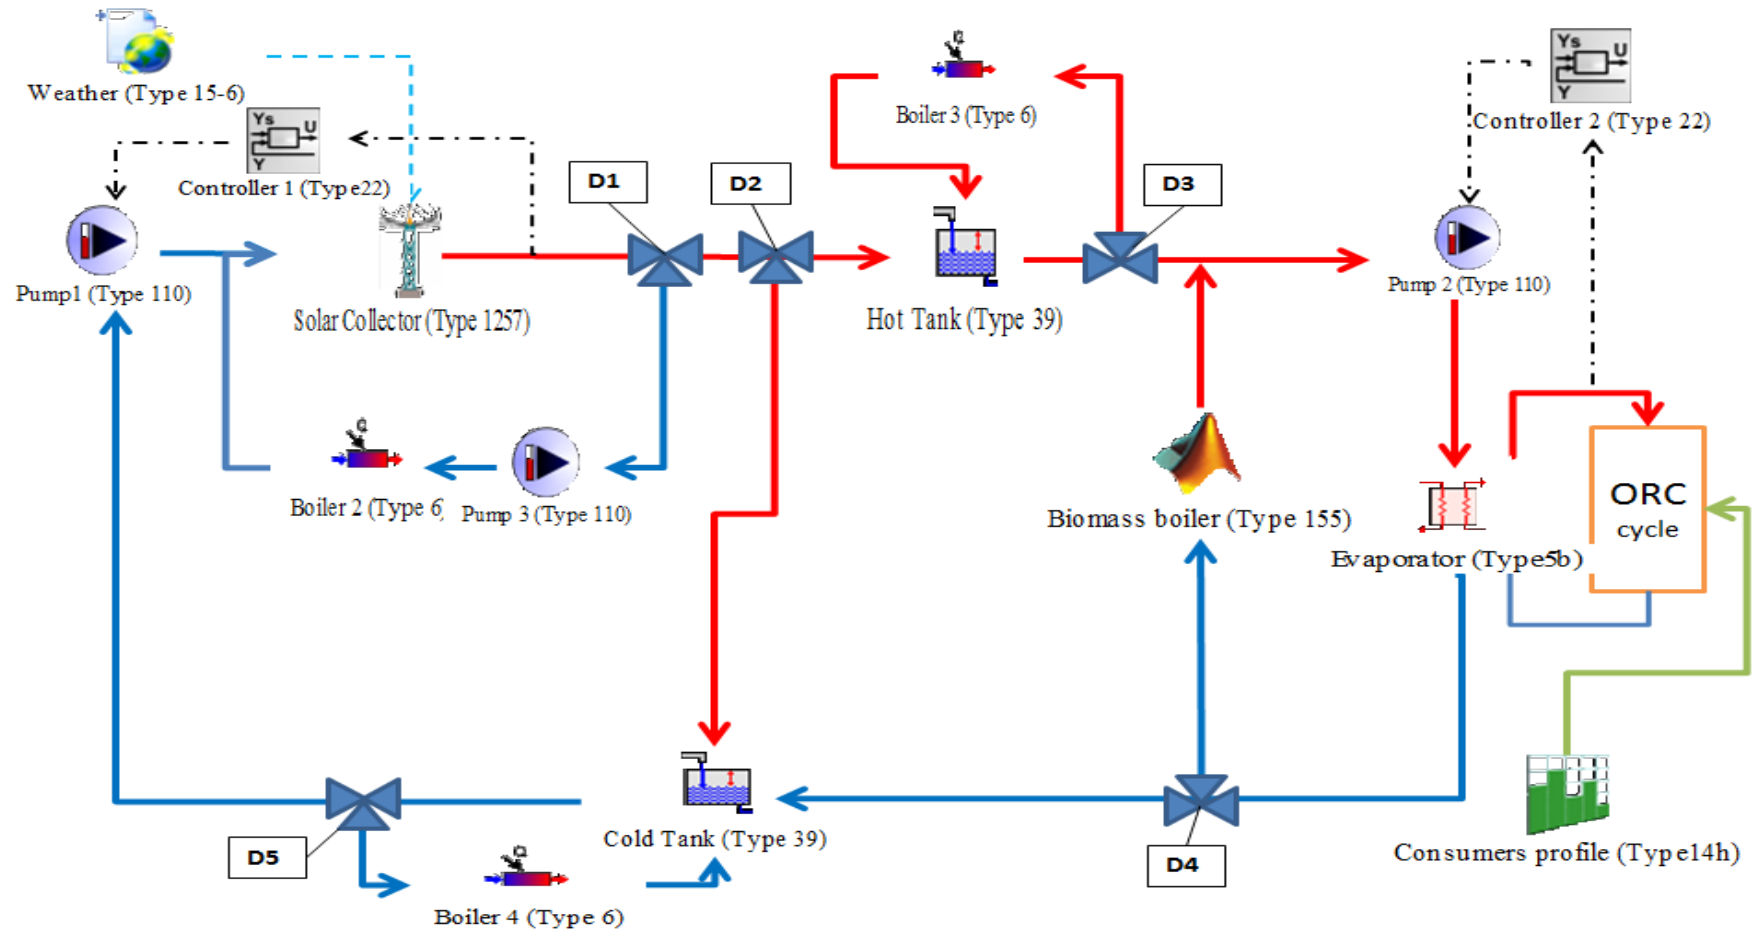 Weather (Type 15-6)
Ys
U
Y
Controller 1 (Type22)
Pump1 (Type 110)
Solar Collector (Type 1257)
D1
D2
Q
Boiler 3 (Type 6)
D3
Hot Tank (Type 39)
Ys
U
Y
Controller 2 (Type 22)
Pump 2 (Type 110)
Q
Boiler 2 (Type 6)
Pump 3 (Type 110)
Biomass boiler (Type 155)
Evaporator (Type5b)
ORC
cycle
Cold Tank (Type 39)
D5
Q
Boiler 4 (Type 6)
D4
Consumers profile (Type14h)